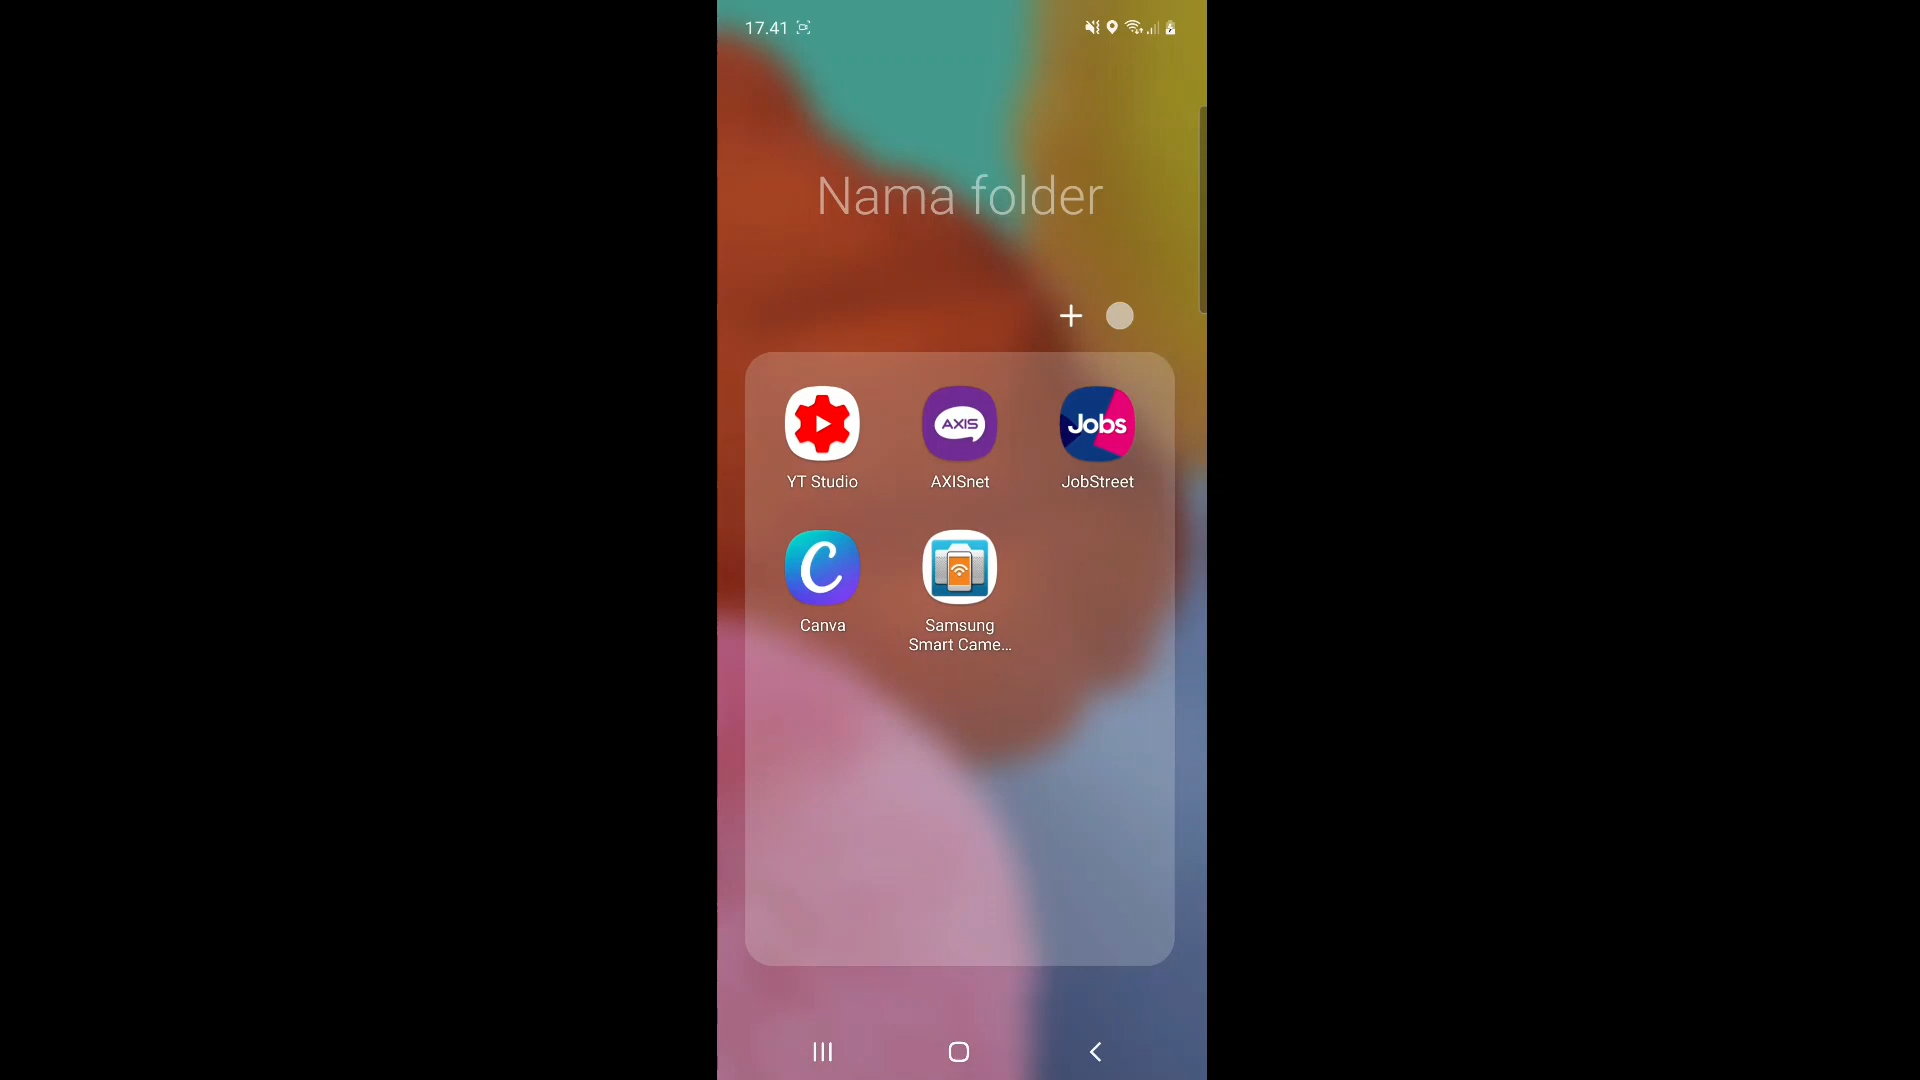 17.41
Nama folder
AXIS
Jobs
YT Studio
AXISnet
JobStreet
C
Canva
Samsung
Smart Came...